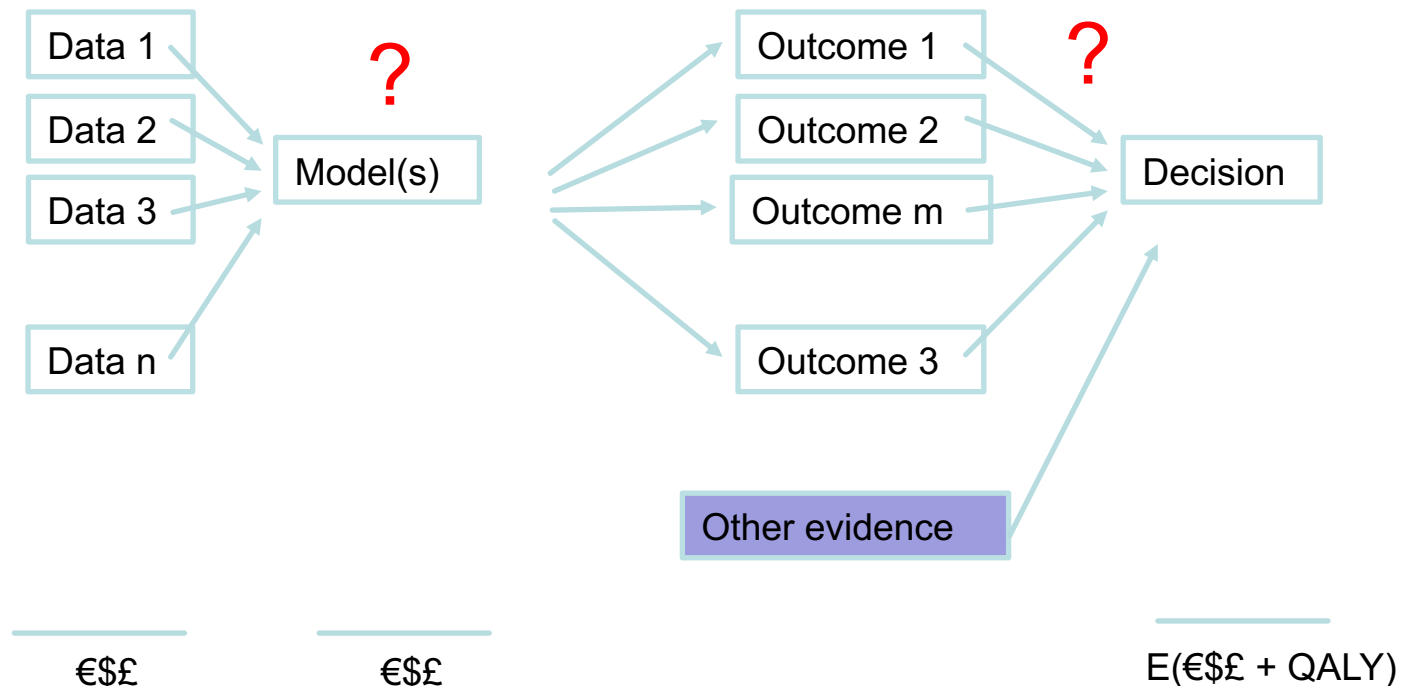 Data 1
Data 2
Data 3
Data n
?
Model(s)
Outcome 1
Outcome 2
Outcome m
Outcome 3
?
Decision
Other evidence
€$£
€$£
E(€$£ + QALY)